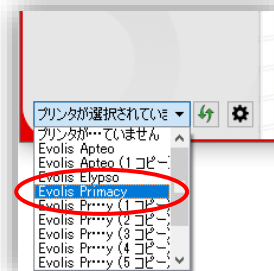 プリンタが選択されていま
プリンタが…ていません
Evolis Apteo
Evolis Apteo (1 コピー)
Evolis Elypso
Evolis Primacy
Evolis Pr…y (1 コピー
Evolis Pr…y (2 コピー
Evolis Pr…y (3 コピー
Evolis Pr…y (4 コピー
Evolis Pr…y (5 コピー